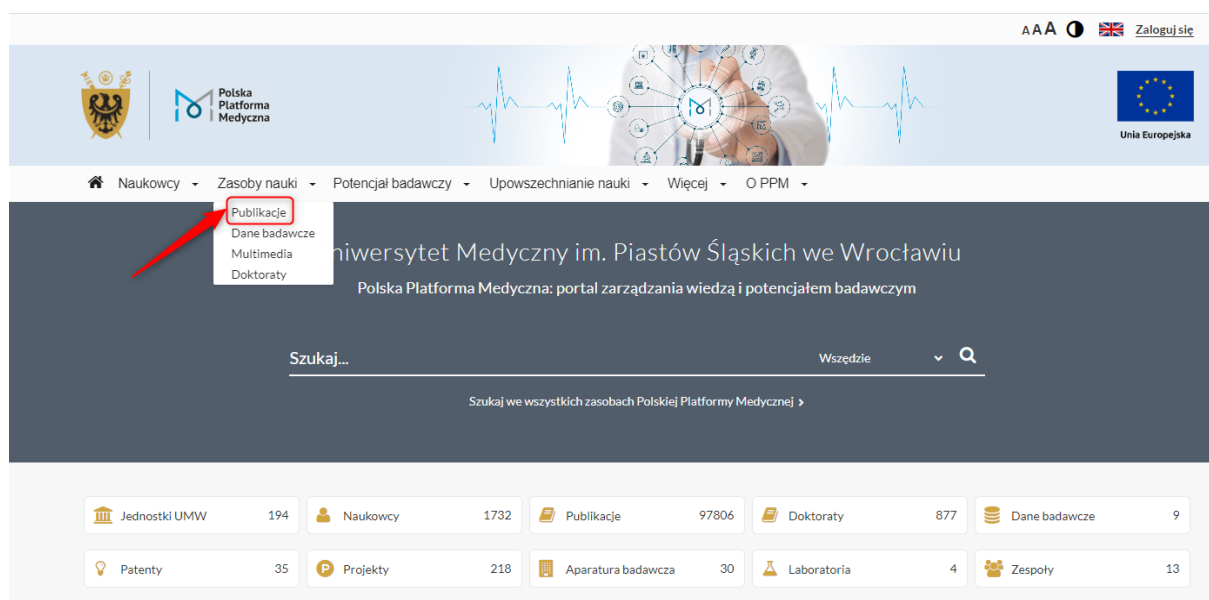 A A A Zaloguj się
Polska
Platforma
Medyczna
Unia Europejska
Naukowcy Zasoby nauki Potencjał badawczy Upowszechnianie nauki Więcej O PPM
Publikacje
Dane badawcze
Multimedia
Doktoraty
niwersytet Medyczny im. Piastów Śląskich we Wrocławiu
Polska Platforma Medyczna: portal zarządzania wiedzą i potencjałem badawczym
Szukaj... Wszędzie
Szukaj we wszystkich zasobach Polskiej Platformy Medycznej >
Jednostki UMW 194 Naukowcy 1732 Publikacje 97806 Doktoraty 877 Dane badawcze 9
Patenty 35 Projekty 218 Aparatura badawcza 30 Laboratoria 4 Zespoły 13